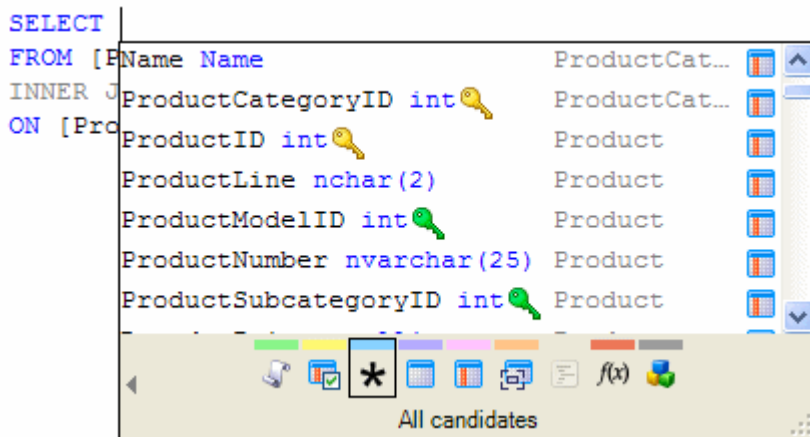 SELECT
FROM [P
INNER J
ON [Pro
Name Name ProductCat...
ProductCategoryID int ProductCat...
ProductID int Product
ProductLine nchar(2) Product
ProductModelID int Product
ProductNumber nvarchar(25) Product
ProductSubcategoryID int Product
* f(x)
All candidates